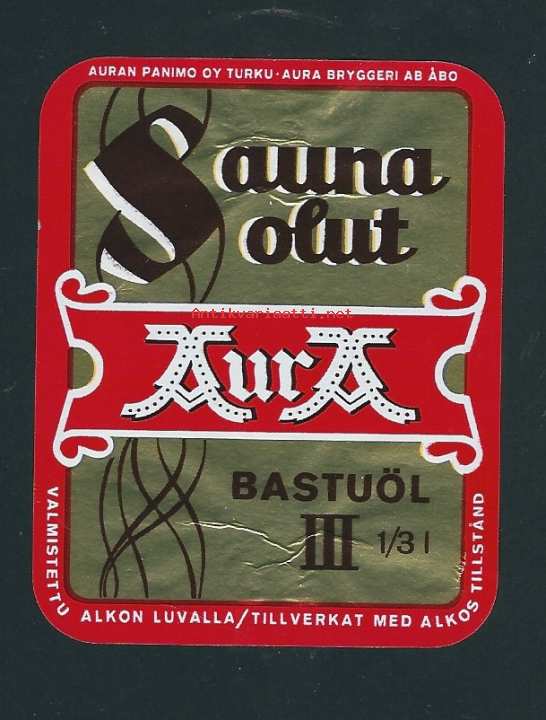 AURAN PANIMO OY TURKU · AURA BRYGGERI AB ÅBO
Sauna
olut
Antikvariaatti.net
AurA
BASTUÖL
III 1/3 l
VALMISTETTU ALKON LUVALLA/TILLVERKAT MED ALKOS TILLSTÅND